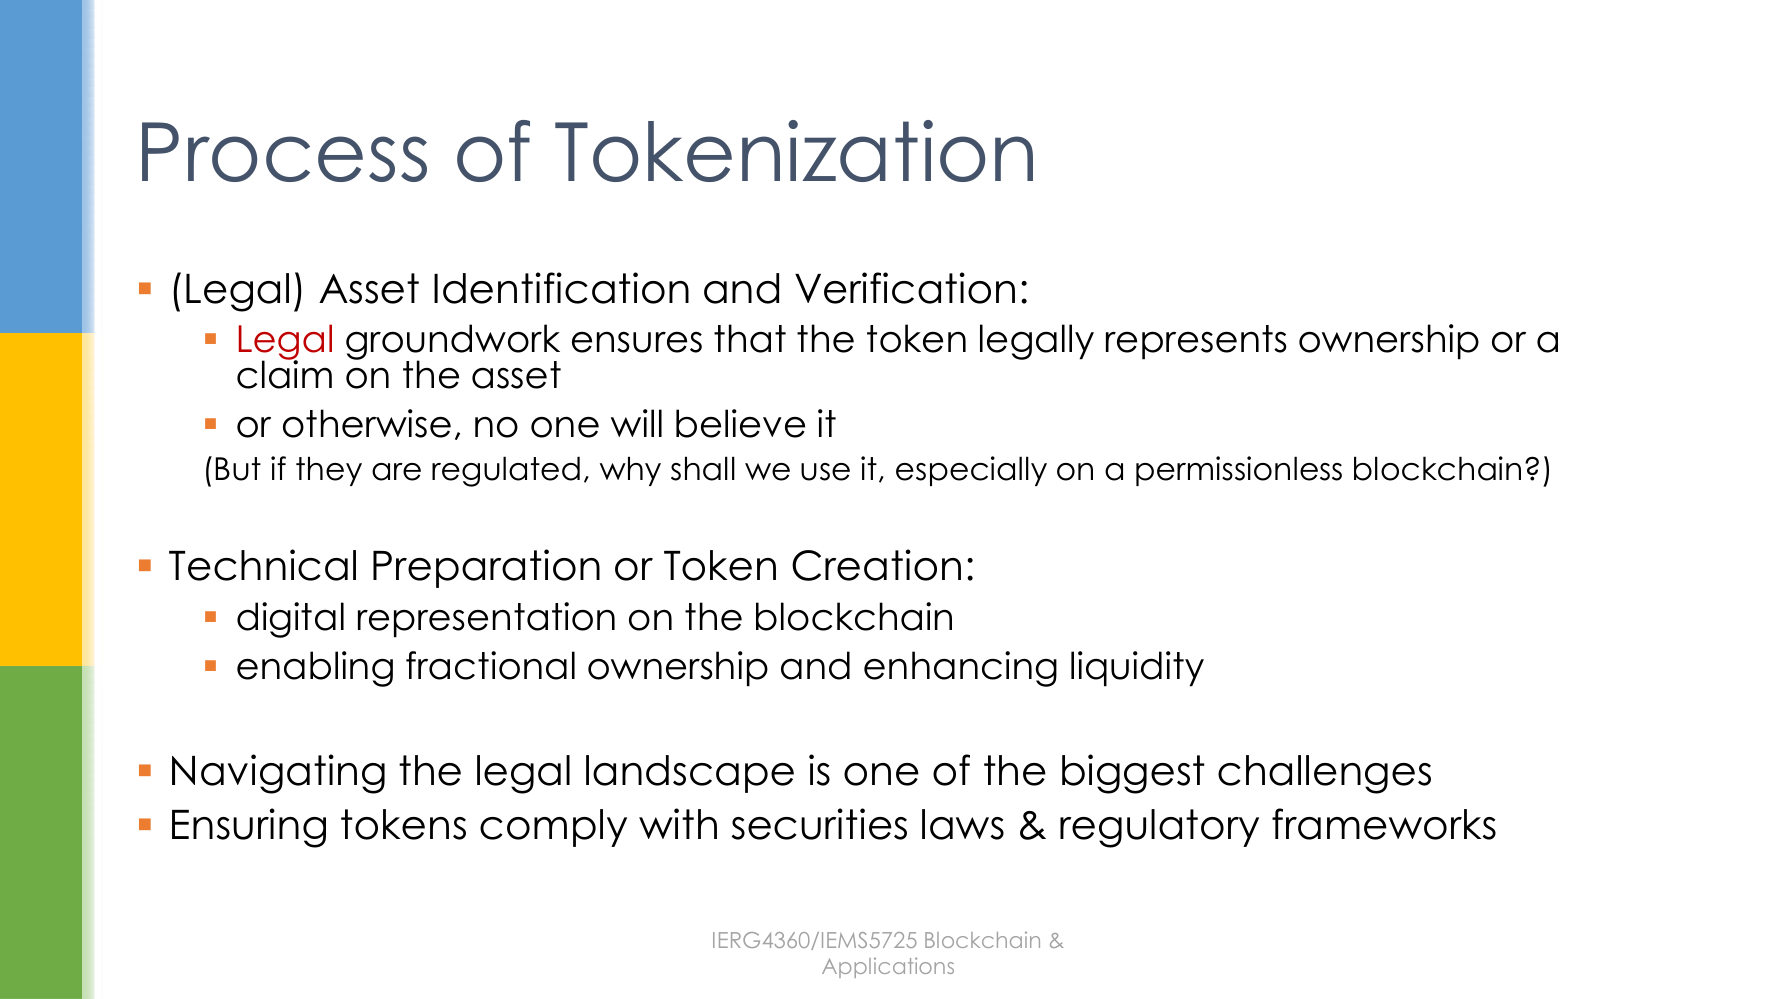 Process of Tokenization
(Legal) Asset Identification and Verification:
Legal groundwork ensures that the token legally represents ownership or a
claim on the asset
or otherwise, no one will believe it
(But if they are regulated, why shall we use it, especially on a permissionless blockchain?)
Technical Preparation or Token Creation:
digital representation on the blockchain
enabling fractional ownership and enhancing liquidity
Navigating the legal landscape is one of the biggest challenges
Ensuring tokens comply with securities laws & regulatory frameworks
IERG4360/IEMS5725 Blockchain &
Applications